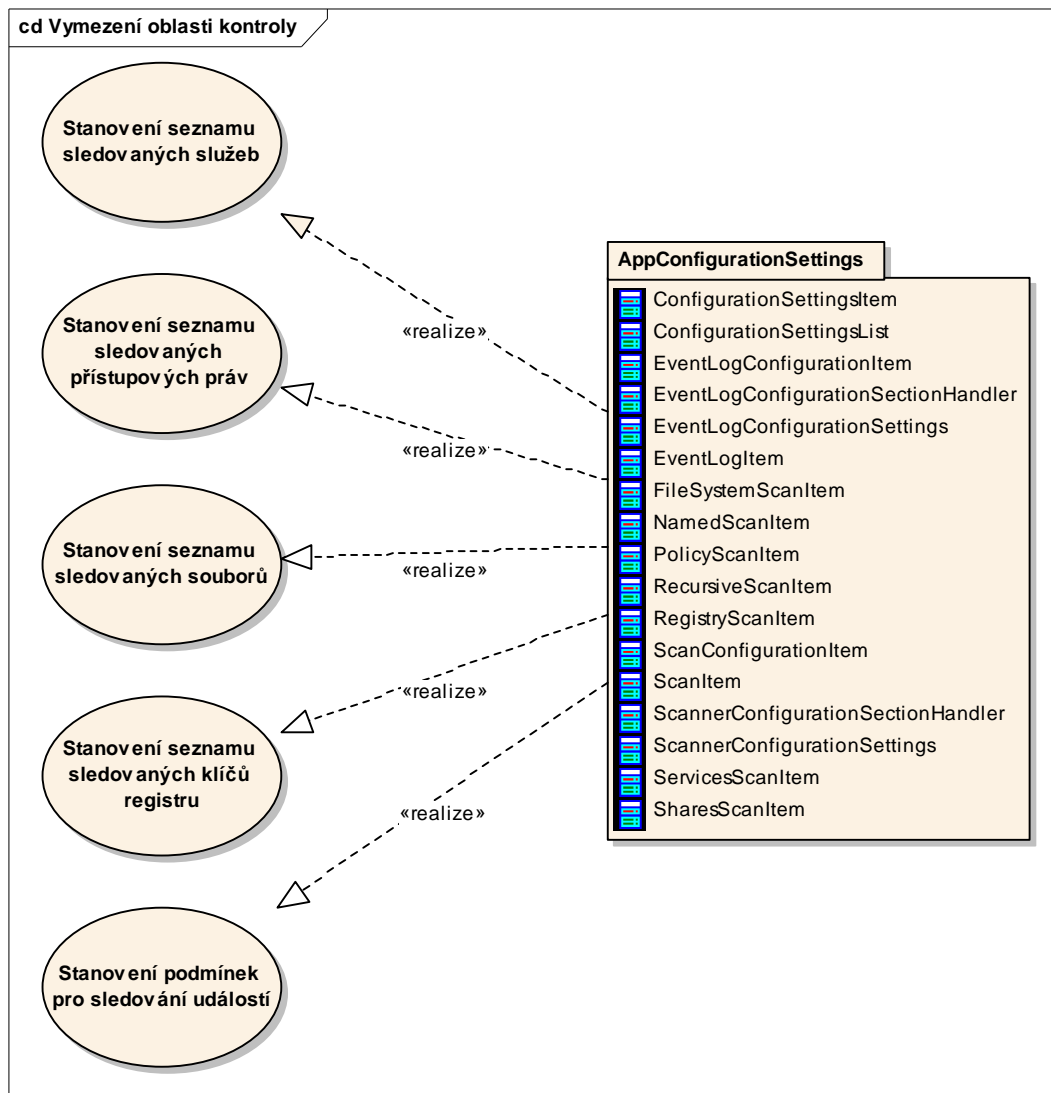 cd Vymezení oblasti kontroly
Stanovení seznamu
sledovaných služeb
Stanovení seznamu
sledovaných
přístupových práv
Stanovení seznamu
sledovaných souborů
Stanovení seznamu
sledovaných klíčů
registru
Stanovení podmínek
pro sledování událostí
«realize»
«realize»
«realize»
«realize»
«realize»
AppConfigurationSettings
ConfigurationSettingsItem
ConfigurationSettingsList
EventLogConfigurationItem
EventLogConfigurationSectionHandler
EventLogConfigurationSettings
EventLogItem
FileSystemScanItem
NamedScanItem
PolicyScanItem
RecursiveScanItem
RegistryScanItem
ScanConfigurationItem
ScanItem
ScannerConfigurationSectionHandler
ScannerConfigurationSettings
ServicesScanItem
SharesScanItem